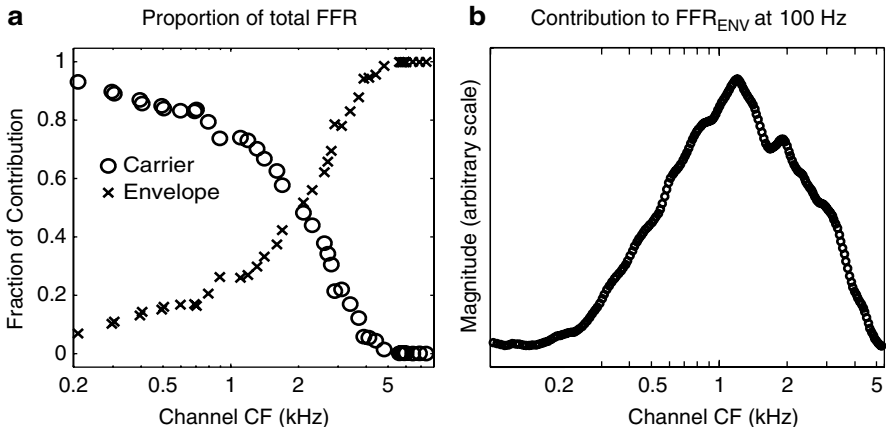 a
Proportion of total FFR
1
0.8
0.6
0.4
0.2
0
Fraction of Contribution
Carrier
Envelope
0.2
0.5
1
2
5
Channel CF (kHz)
b
Contribution to FFR_ENV at 100 Hz
Magnitude (arbitrary scale)
0.2
0.5
1
2
5
Channel CF (kHz)